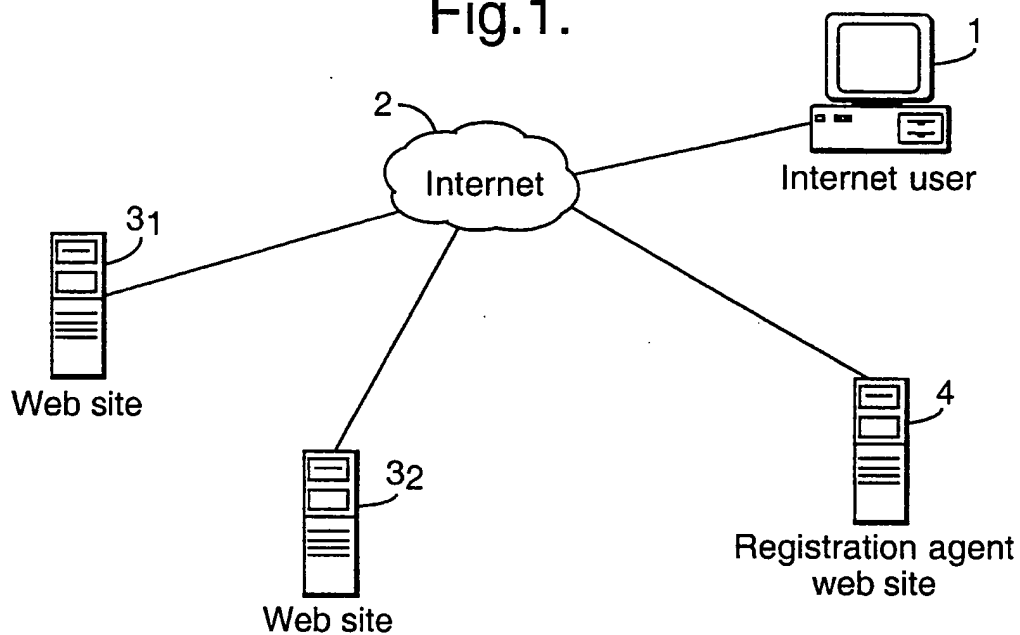 Fig.1.
1
2
Internet
Internet user
31
Web site
4
32
Registration agent
web site
Web site